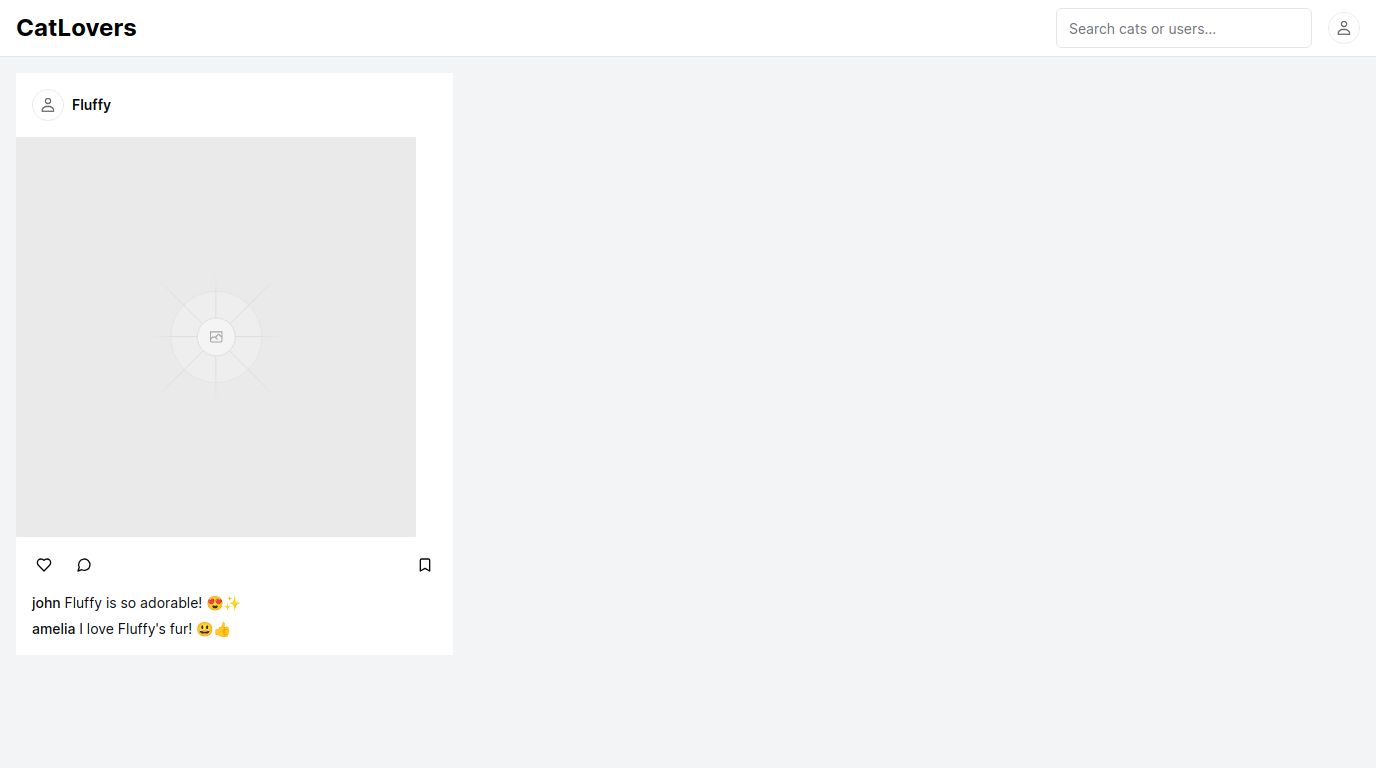 CatLovers
Search cats or users...
Fluffy
john Fluffy is so adorable! 😍✨
amelia I love Fluffy's fur! 😃👍